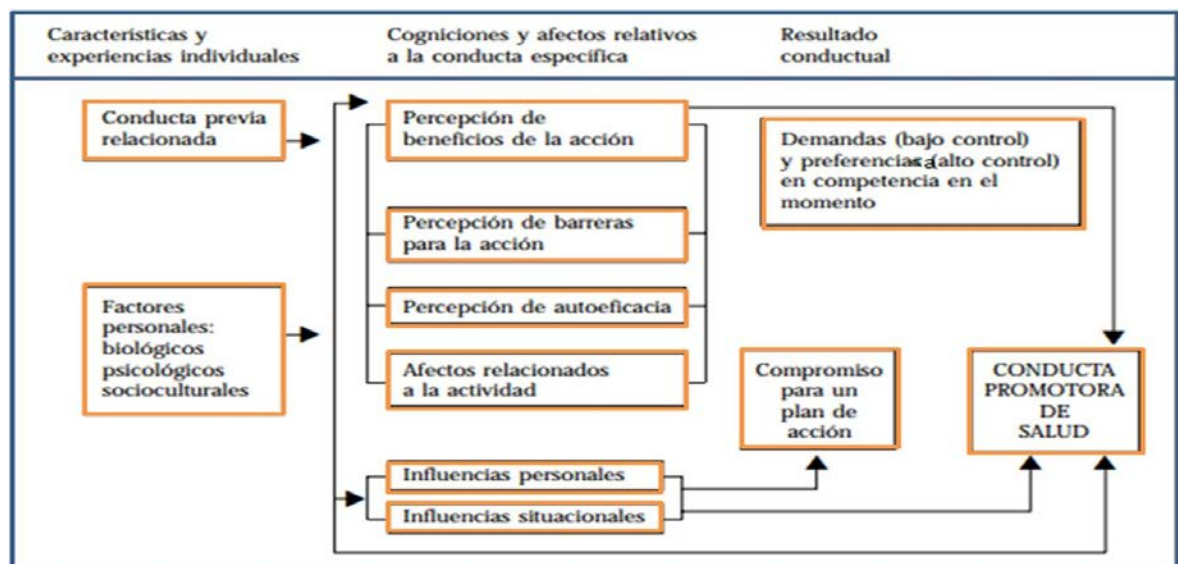 Características y
experiencias individuales
Cogniciones y afectos relativos
a la conducta específica
Resultado
conductual
Conducta previa
relacionada
Factores
personales:
biológicos
psicológicos
socioculturales
Percepción de
beneficios de la acción
Percepción de barreras
para la acción
Percepción de autoeficacia
Afectos relacionados
a la actividad
Influencias personales
Influencias situacionales
Demandas (bajo control)
y preferencias (alto control)
en competencia en el
momento
Compromiso
para un
plan de
acción
CONDUCTA
PROMOTORA
DE
SALUD